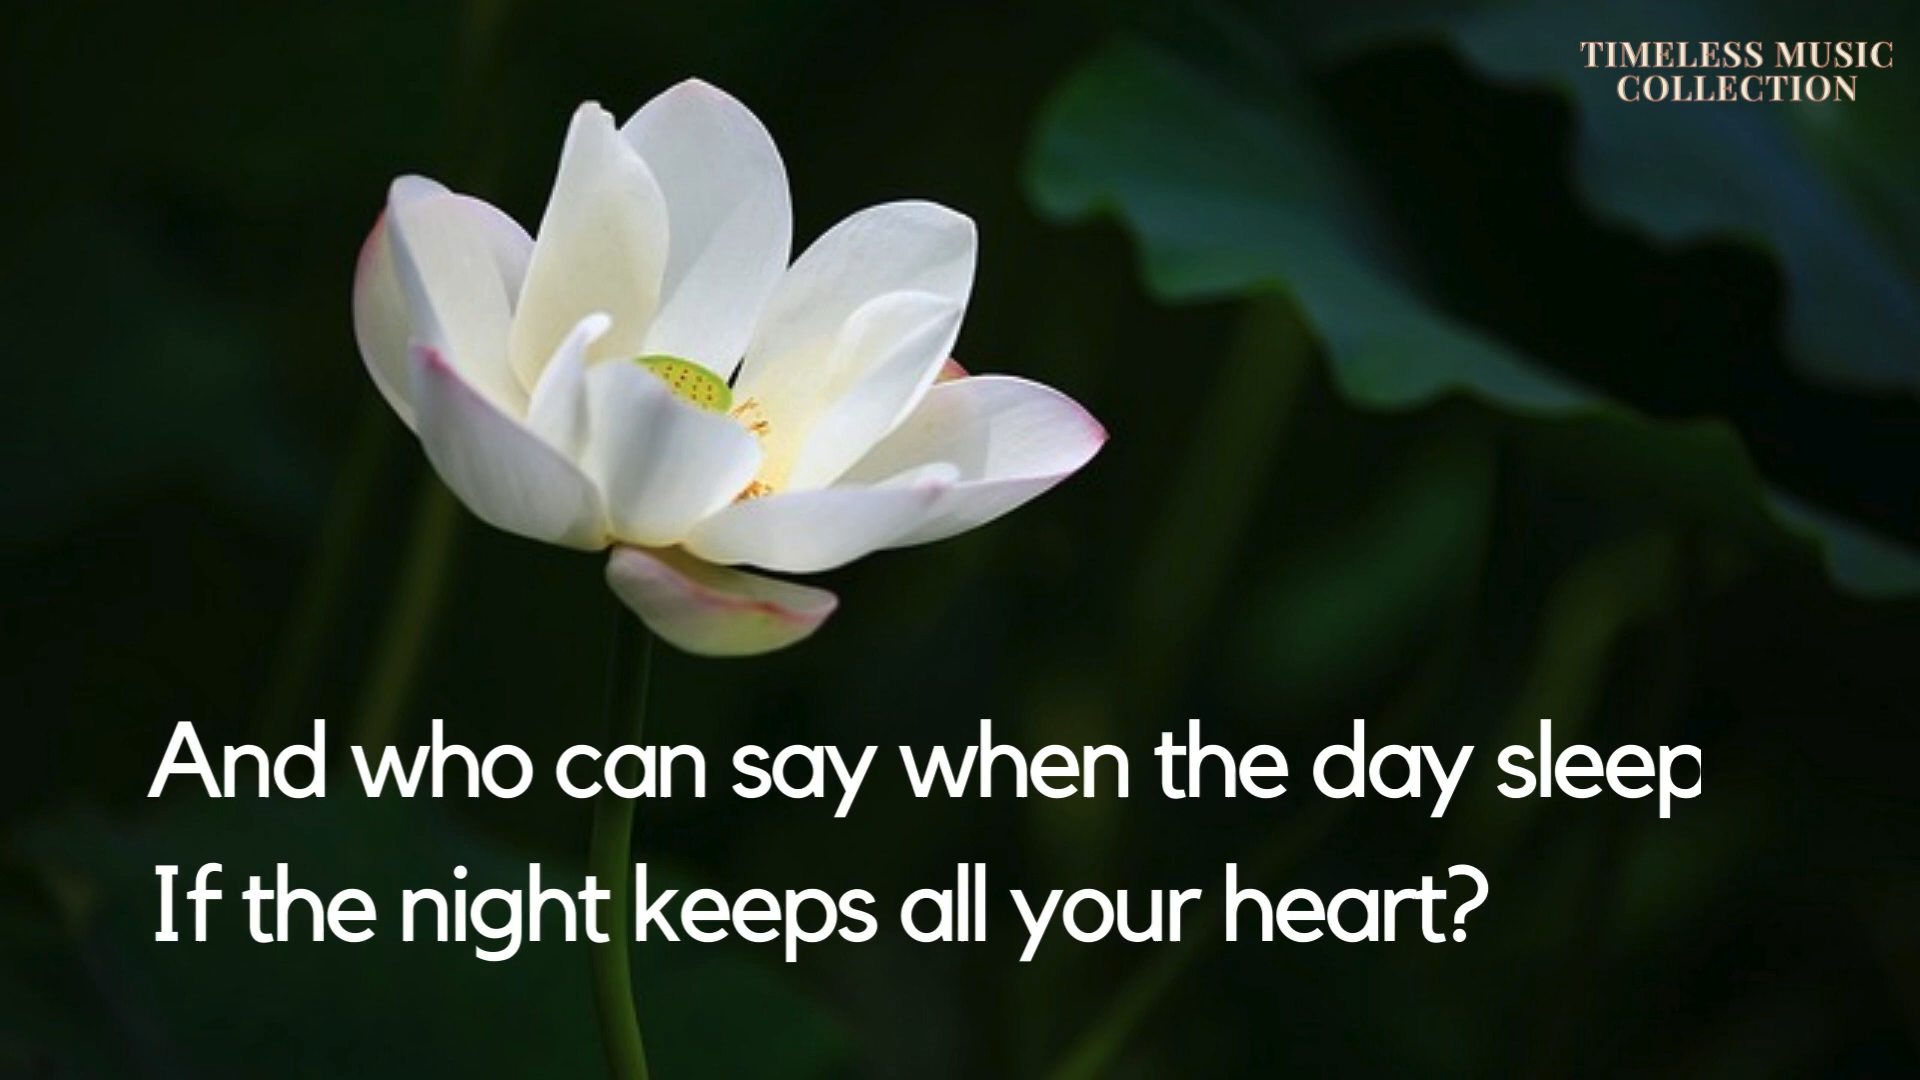 TIMELESS MUSIC
COLLECTION
And who can say when the day sleep
If the night keeps all your heart?